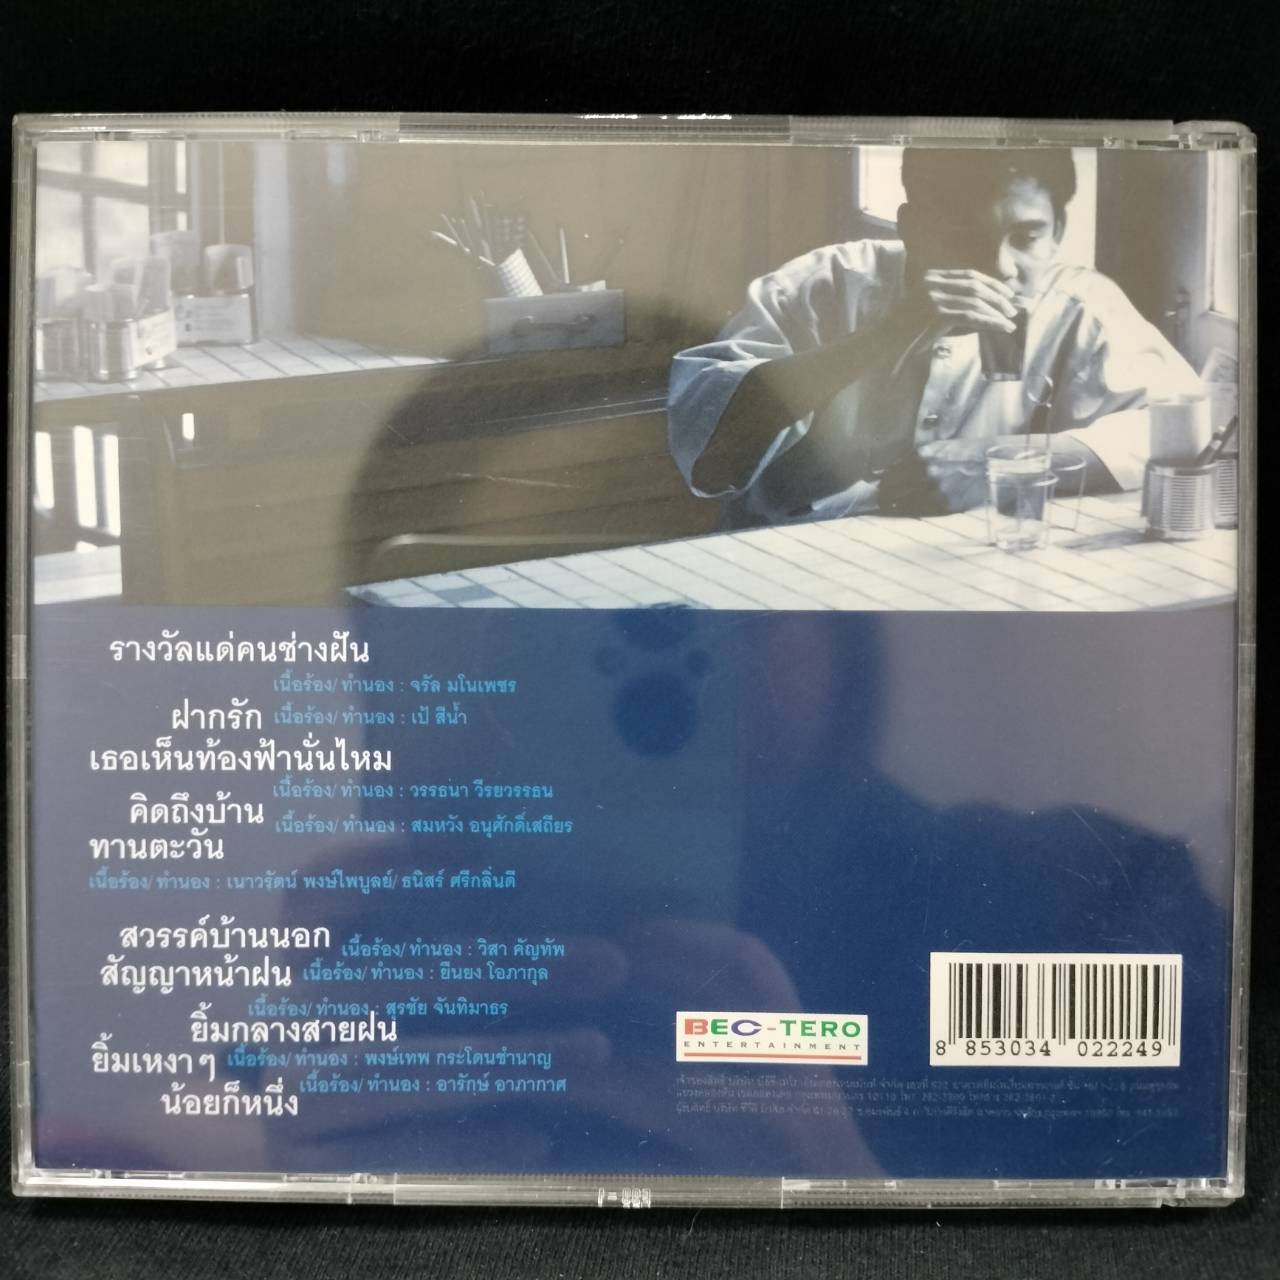 รางวัลแด่คนช่างฝัน
เนื้อร้อง/ ทำนอง : จรัล มโนเพชร
ฝากรัก เนื้อร้อง/ ทำนอง : เป้ สีน้ำ
เธอเห็นท้องฟ้านั่นไหม
เนื้อร้อง/ ทำนอง : วรรธนา วีรยวรรธน
คิดถึงบ้าน เนื้อร้อง/ ทำนอง : สมหวัง อนุศักดิ์เสถียร
ทานตะวัน
เนื้อร้อง/ ทำนอง : เนาวรัตน์ พงษ์ไพบูลย์/ ธนิสร์ ศรีกลิ่นดี
สวรรค์บ้านนอก เนื้อร้อง/ ทำนอง : วิสา คัญทัพ
สัญญาหน้าฝน เนื้อร้อง/ ทำนอง : ยืนยง โอภากุล
เนื้อร้อง/ ทำนอง : สุรชัย จันทิมาธร
ยิ้มกลางสายฝน
ยิ้มเหงา ๆ เนื้อร้อง/ ทำนอง : พงษ์เทพ กระโดนชำนาญ
เนื้อร้อง/ ทำนอง : อารักษ์ อาภากาศ
น้อยก็หนึ่ง
BEC-TERO
ENTERTAINMENT
8 853034 022249